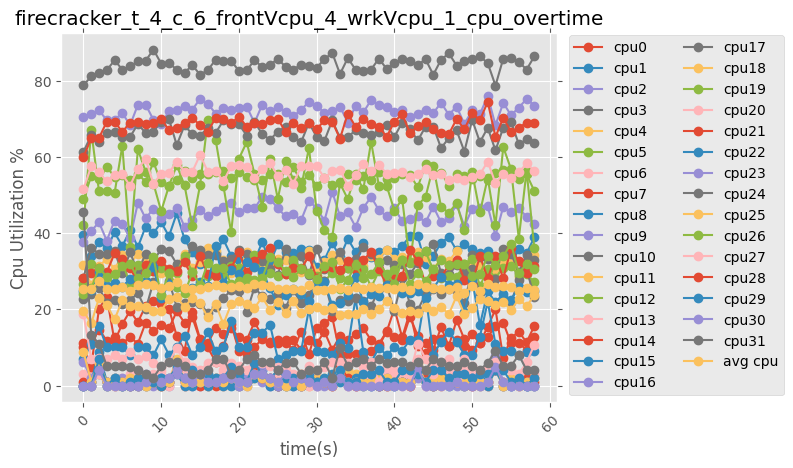 firecracker_t_4_c_6_frontVcpu_4_wrkVcpu_1_cpu_overtime
Cpu Utilization %
80
60
40
20
0
0
10
20
30
40
50
60
time(s)
cpu0
cpu1
cpu2
cpu3
cpu4
cpu5
cpu6
cpu7
cpu8
cpu9
cpu10
cpu11
cpu12
cpu13
cpu14
cpu15
cpu16
cpu17
cpu18
cpu19
cpu20
cpu21
cpu22
cpu23
cpu24
cpu25
cpu26
cpu27
cpu28
cpu29
cpu30
cpu31
avg cpu